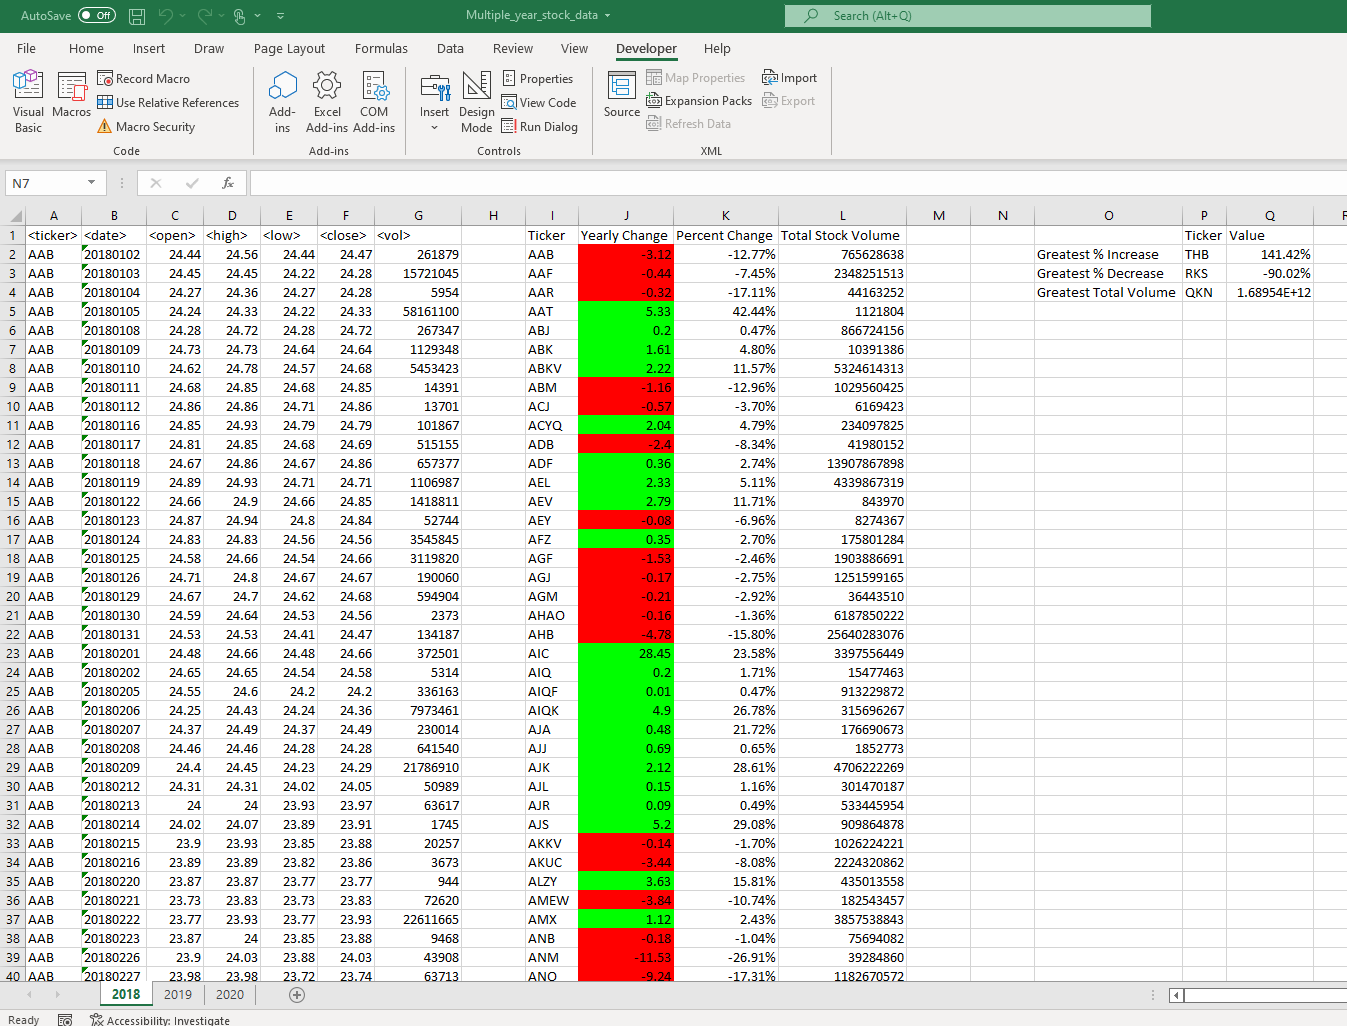 AutoSave Off Multiple_year_stock_data Search (Alt+Q)
File Home Insert Draw Page Layout Formulas Data Review View Developer Help
Visual Basic Macros Record Macro Use Relative References Macro Security Code
Add-ins Excel Add-ins COM Add-ins Add-ins
Insert Design Mode Properties View Code Run Dialog Controls
Source Map Properties Expansion Packs Refresh Data Import Export XML
N7 fx
A B C D E F G H I J K L M N O P Q R
1 <ticker> <date> <open> <high> <low> <close> <vol> Ticker Yearly Change Percent Change Total Stock Volume Ticker Value
2 AAB 20180102 24.44 24.56 24.44 24.47 261879 AAB -3.12 -12.77% 765628638 Greatest % Increase THB 141.42%
3 AAB 20180103 24.45 24.45 24.22 24.28 15721045 AAF -0.44 -7.45% 2348251513 Greatest % Decrease RKS -90.02%
4 AAB 20180104 24.27 24.36 24.27 24.28 5954 AAR -0.32 -17.11% 44163252 Greatest Total Volume QKN 1.68954E+12
5 AAB 20180105 24.24 24.33 24.22 24.33 58161100 AAT 5.33 42.44% 1121804
6 AAB 20180108 24.28 24.72 24.28 24.72 267347 ABJ 0.2 0.47% 866724156
7 AAB 20180109 24.73 24.73 24.64 24.64 1129348 ABK 1.61 4.80% 10391386
8 AAB 20180110 24.62 24.78 24.57 24.68 5453423 ABKV 2.22 11.57% 5324614313
9 AAB 20180111 24.68 24.85 24.68 24.85 14391 ABM -1.16 -12.96% 1029560425
10 AAB 20180112 24.86 24.86 24.71 24.86 13701 ACJ -0.57 -3.70% 6169423
11 AAB 20180116 24.85 24.93 24.79 24.79 101867 ACYQ 2.04 4.79% 234097825
12 AAB 20180117 24.81 24.85 24.68 24.69 515155 ADB -2.4 -8.34% 41980152
13 AAB 20180118 24.67 24.86 24.67 24.86 657377 ADF 0.36 2.74% 13907867898
14 AAB 20180119 24.89 24.93 24.71 24.71 1106987 AEL 2.33 5.11% 4339867319
15 AAB 20180122 24.66 24.9 24.66 24.85 1418811 AEV 2.79 11.71% 843970
16 AAB 20180123 24.87 24.94 24.8 24.84 52744 AEY -0.08 -6.96% 8274367
17 AAB 20180124 24.83 24.83 24.56 24.56 3545845 AFZ 0.35 2.70% 175801284
18 AAB 20180125 24.58 24.66 24.54 24.66 3119820 AGF -1.53 -2.46% 1903886691
19 AAB 20180126 24.71 24.8 24.67 24.67 190060 AGJ -0.17 -2.75% 1251599165
20 AAB 20180129 24.67 24.7 24.62 24.68 594904 AGM -0.21 -2.92% 36443510
21 AAB 20180130 24.59 24.64 24.53 24.56 2373 AHAO -0.16 -1.36% 6187850222
22 AAB 20180131 24.53 24.53 24.41 24.47 134187 AHB -4.78 -15.80% 25640283076
23 AAB 20180201 24.48 24.66 24.48 24.66 372501 AIC 28.45 23.58% 3397556449
24 AAB 20180202 24.65 24.65 24.54 24.58 5314 AIQ 0.2 1.71% 15477463
25 AAB 20180205 24.55 24.6 24.2 24.2 336163 AIQF 0.01 0.47% 913229872
26 AAB 20180206 24.25 24.43 24.24 24.36 7973461 AIQK 4.9 26.78% 315696267
27 AAB 20180207 24.37 24.49 24.37 24.49 230014 AJA 0.48 21.72% 176690673
28 AAB 20180208 24.46 24.46 24.28 24.28 641540 AJJ 0.69 0.65% 1852773
29 AAB 20180209 24.4 24.45 24.23 24.29 21786910 AJK 2.12 28.61% 4706222269
30 AAB 20180212 24.31 24.31 24.02 24.05 50989 AJL 0.15 1.16% 301470187
31 AAB 20180213 24 24 23.93 23.97 63617 AJR 0.09 0.49% 533445954
32 AAB 20180214 24.02 24.07 23.89 23.91 1745 AJS 5.2 29.08% 909864878
33 AAB 20180215 23.9 23.93 23.85 23.88 20257 AKKV -0.14 -1.70% 1026224221
34 AAB 20180216 23.89 23.89 23.82 23.86 3673 AKUC -3.44 -8.08% 2224320862
35 AAB 20180220 23.87 23.87 23.77 23.77 944 ALZY 3.63 15.81% 435013558
36 AAB 20180221 23.73 23.83 23.73 23.83 72620 AMEW -3.84 -10.74% 182543457
37 AAB 20180222 23.77 23.93 23.77 23.93 22611665 AMX 1.12 2.43% 3857538843
38 AAB 20180223 23.87 24 23.85 23.88 9468 ANB -0.18 -1.04% 75694082
39 AAB 20180226 23.9 24.03 23.88 24.03 43908 ANM -11.53 -26.91% 39284860
40 AAB 20180227 23.98 23.98 23.72 23.74 63713 ANO -9.24 -17.31% 1182670572
2018 2019 2020
Ready Accessibility: Investigate